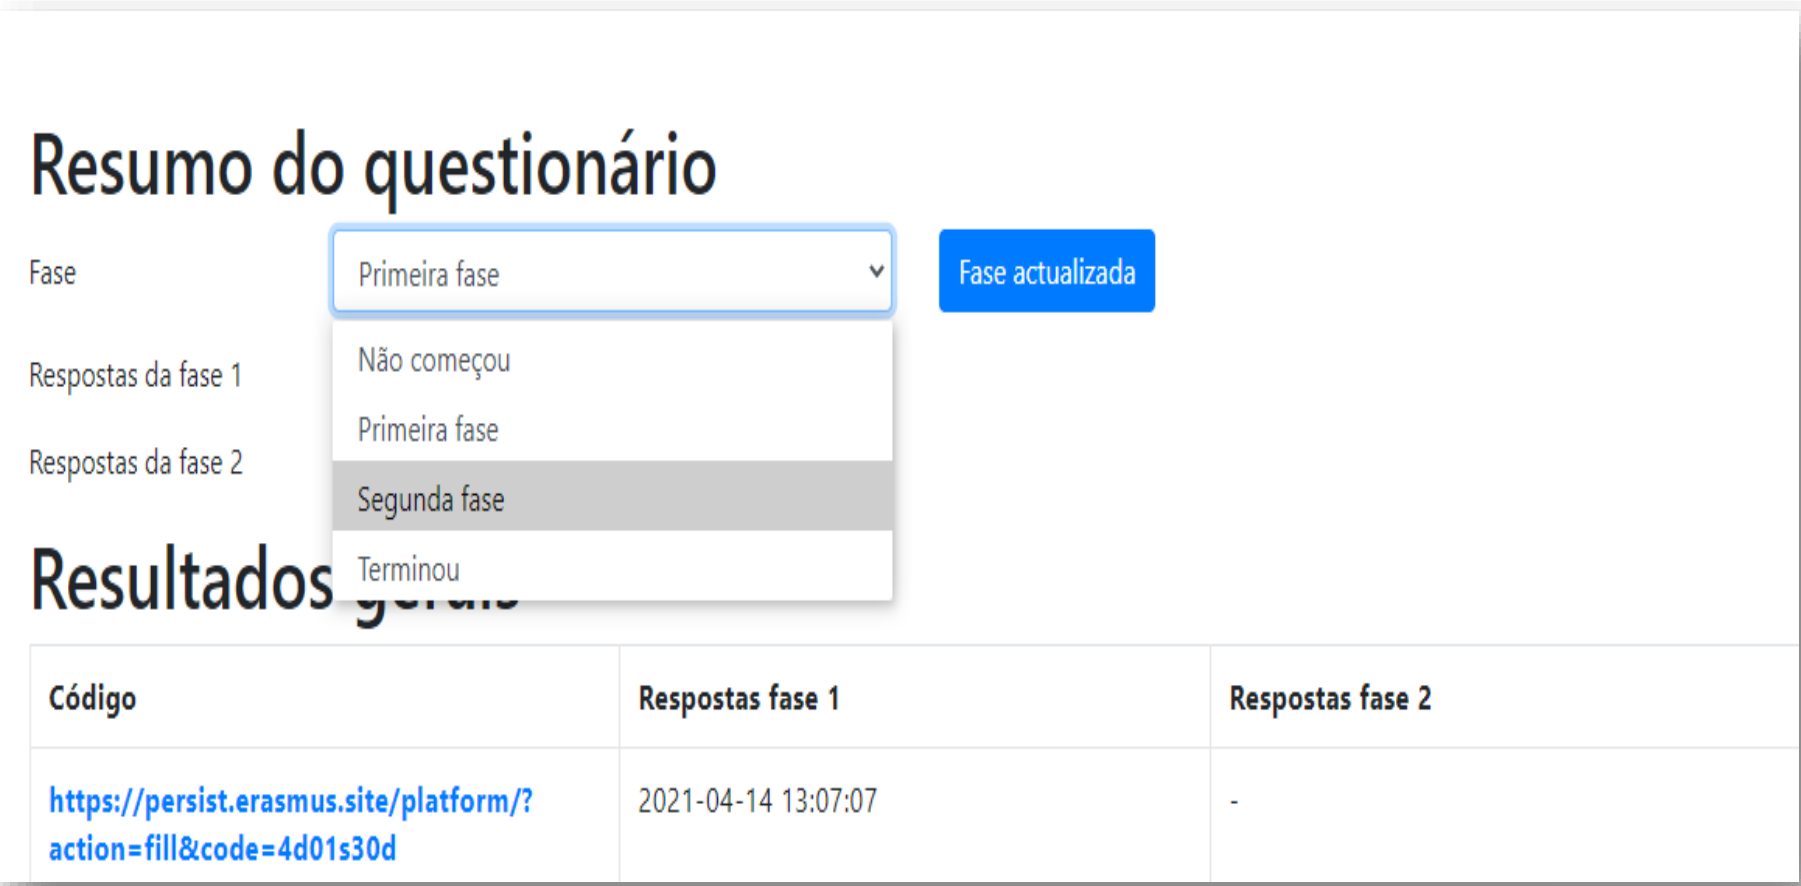 Resumo do questionário
Fase
Primeira fase
Fase actualizada
Não começou
Respostas da fase 1
Primeira fase
Respostas da fase 2
Segunda fase
Terminou
Resultados gerais
Código
Respostas fase 1
Respostas fase 2
https://persist.erasmus.site/platform/?
action=fill&code=4d01s30d
2021-04-14 13:07:07
-